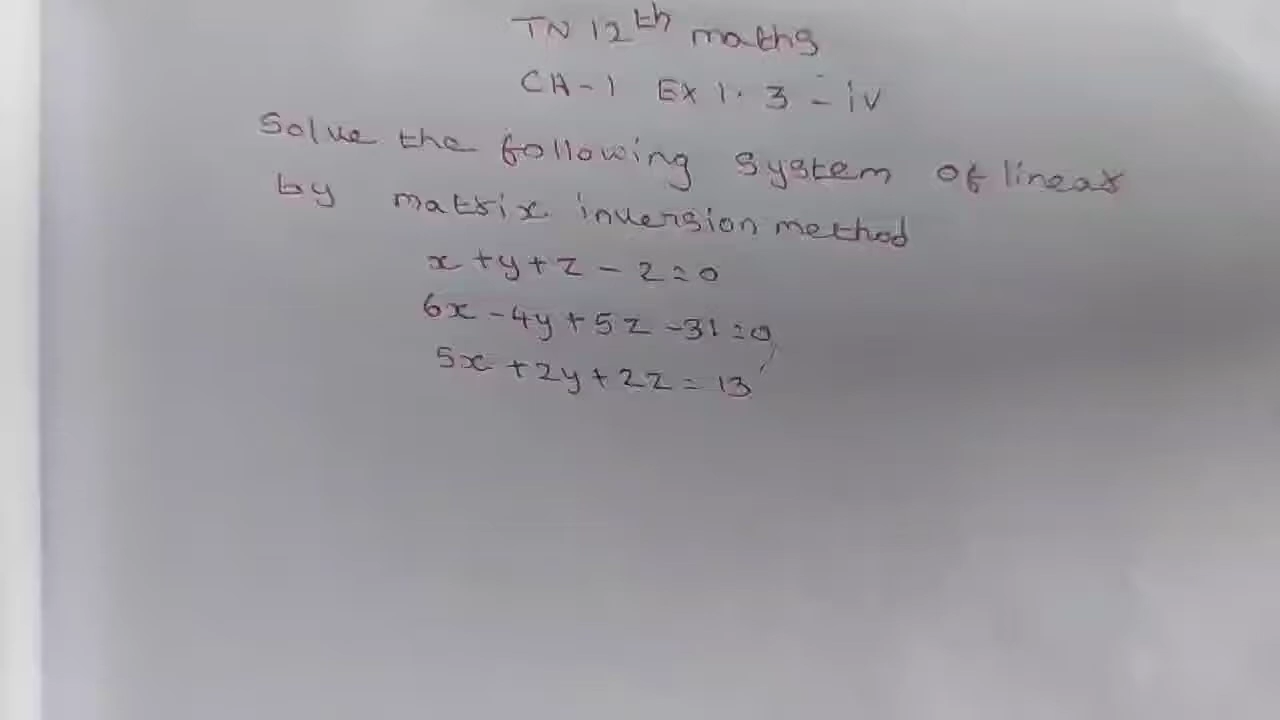 TN 12th maths
CH-1 EX 1.3 - iv
Solve the following system of linear
by matrix inversion method
x + y + z - 2 = 0
6x - 4y + 5z - 31 = 0
5x + 2y + 2z = 13